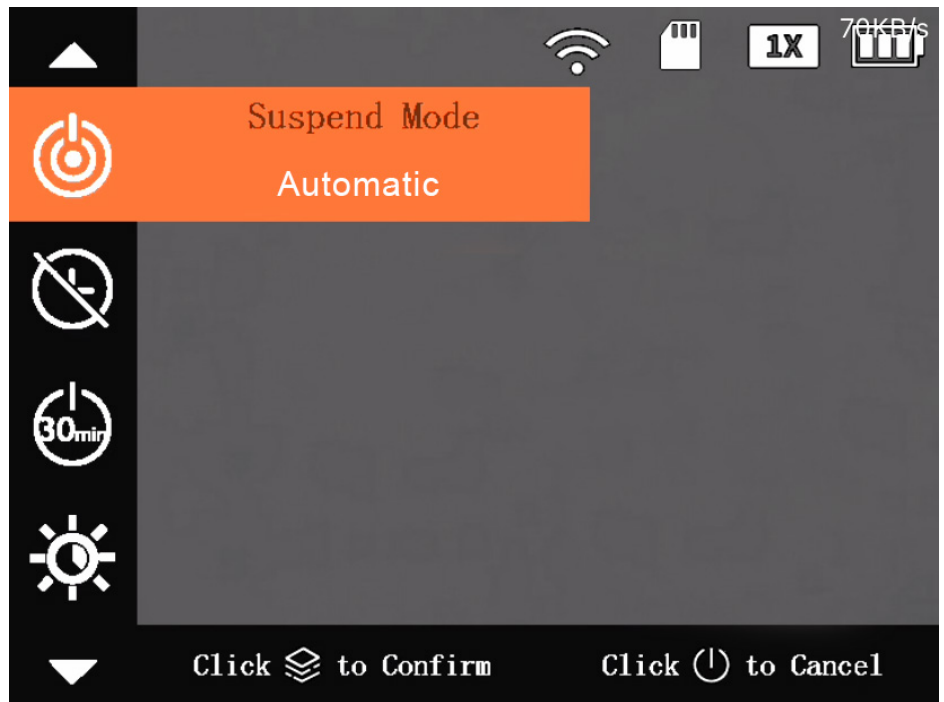 70KB/s
1X
Suspend Mode
Automatic
30min
Click to Confirm
Click to Cancel